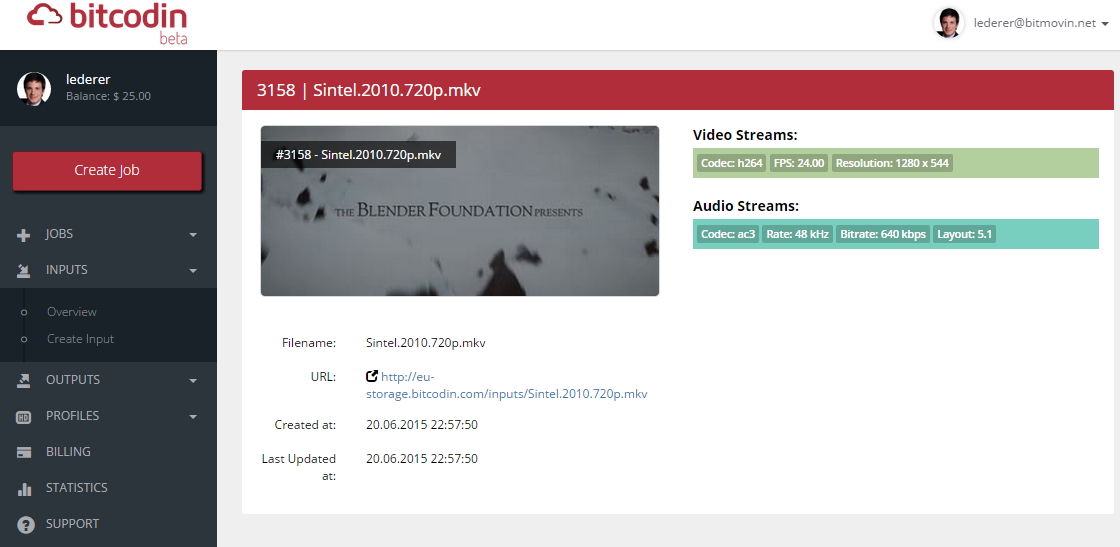 bitcodin
beta
lederer@bitmovin.net
lederer
Balance: $ 25.00
Create Job
JOBS
INPUTS
Overview
Create Input
OUTPUTS
HD PROFILES
BILLING
STATISTICS
? SUPPORT
3158 | Sintel.2010.720p.mkv
#3158 - Sintel.2010.720p.mkv
THE BLENDER FOUNDATION PRESENTS
Filename: Sintel.2010.720p.mkv
URL: http://eu-
storage.bitcodin.com/inputs/Sintel.2010.720p.mkv
Created at: 20.06.2015 22:57:50
Last Updated 20.06.2015 22:57:50
at:
Video Streams:
Codec: h264 FPS: 24.00 Resolution: 1280 x 544
Audio Streams:
Codec: ac3 Rate: 48 kHz Bitrate: 640 kbps Layout: 5.1